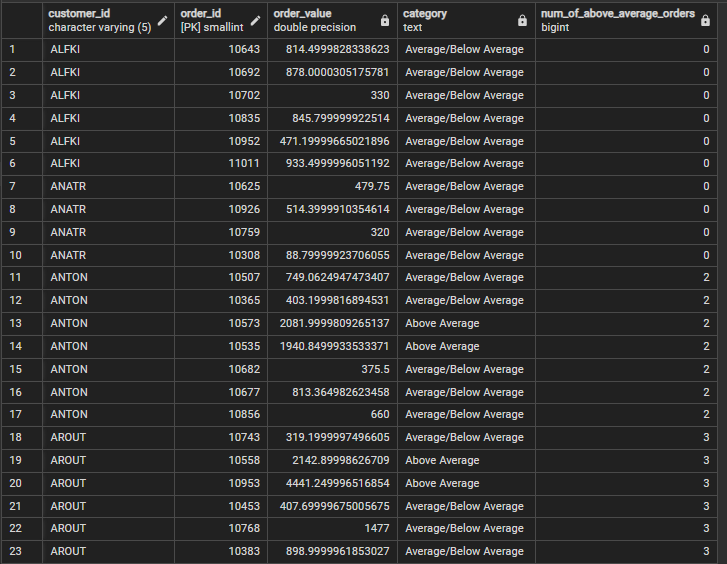 customer_id order_id order_value category num_of_above_average_orders
character varying (5) [PK] smallint double precision text bigint
1 ALFKI 10643 814.4999828338623 Average/Below Average 0
2 ALFKI 10692 878.0000305175781 Average/Below Average 0
3 ALFKI 10702 330 Average/Below Average 0
4 ALFKI 10835 845.799999922514 Average/Below Average 0
5 ALFKI 10952 471.19999665021896 Average/Below Average 0
6 ALFKI 11011 933.4999996051192 Average/Below Average 0
7 ANATR 10625 479.75 Average/Below Average 0
8 ANATR 10926 514.3999910354614 Average/Below Average 0
9 ANATR 10759 320 Average/Below Average 0
10 ANATR 10308 88.79999923706055 Average/Below Average 0
11 ANTON 10507 749.0624947473407 Average/Below Average 2
12 ANTON 10365 403.1999816894531 Average/Below Average 2
13 ANTON 10573 2081.9999809265137 Above Average 2
14 ANTON 10535 1940.8499933533371 Above Average 2
15 ANTON 10682 375.5 Average/Below Average 2
16 ANTON 10677 813.364982623458 Average/Below Average 2
17 ANTON 10856 660 Average/Below Average 2
18 AROUT 10743 319.1999997496605 Average/Below Average 3
19 AROUT 10558 2142.89998626709 Above Average 3
20 AROUT 10953 4441.249996516854 Above Average 3
21 AROUT 10453 407.69999675005675 Average/Below Average 3
22 AROUT 10768 1477 Average/Below Average 3
23 AROUT 10383 898.9999961853027 Average/Below Average 3